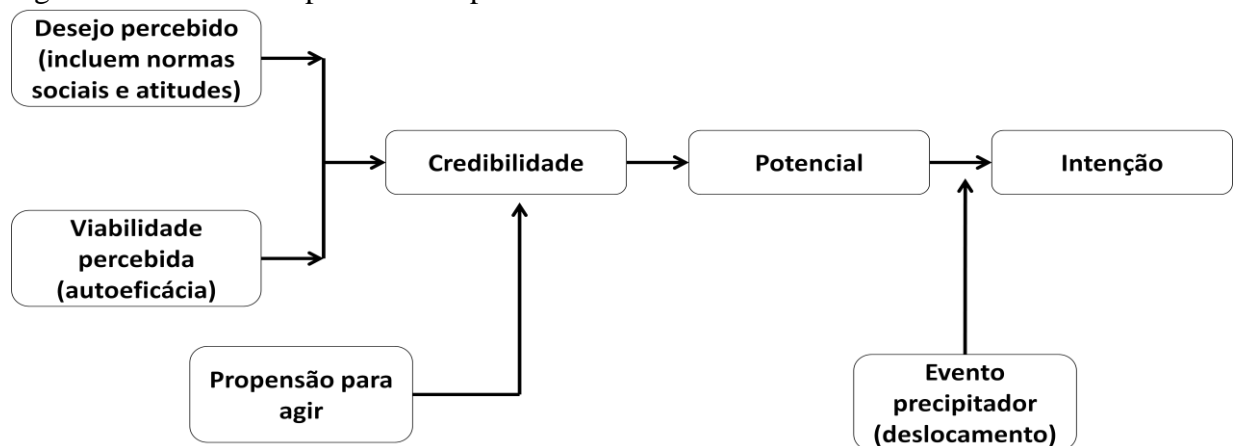 Desejo percebido
(incluem normas
sociais e atitudes)
Credibilidade
Potencial
Intenção
Viabilidade
percebida
(autoeficácia)
Propensão para
agir
Evento
precipitador
(deslocamento)